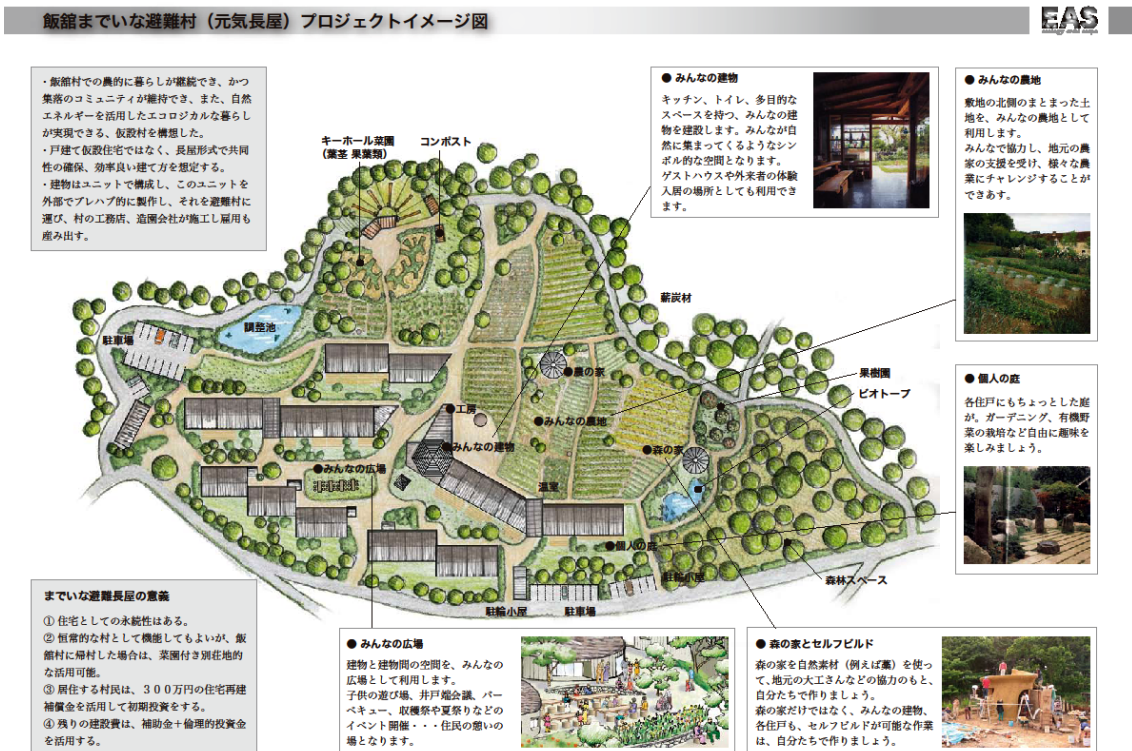 飯舘までいな避難村（元気長屋）プロジェクトイメージ図
EAS
・飯舘村での農的に暮らしが継続でき、かつ
集落のコミュニティが維持でき、また、自然
エネルギーを活用したエコロジカルな暮らし
が実現できる、仮設村を構想した。
・戸建て仮設住宅ではなく、長屋形式で共同
性の確保、効率良い建て方を想定する。
・建物はユニットで構成し、このユニットを
外部でプレハブ的に製作し、それを避難村に
運び、村の工務店、造園会社が施工し雇用も
産み出す。
キーホール菜園
（葉茎 果菜類）
コンポスト
● みんなの建物
キッチン、トイレ、多目的な
スペースを持つ、みんなの建
物を建設します。みんなが自
然に集まってくるようなシン
ボル的な空間となります。
ゲストハウスや外来者の体験
入居の場所としても利用でき
ます。
● みんなの農地
敷地の北側のまとまった土
地を、みんなの農地として
利用します。
みんなで協力し、地元の農
家の支援を受け、様々な農
業にチャレンジすることが
できあす。
薪炭材
調整池
駐車場
●農の家
果樹園
ビオトープ
●工房
●みんなの農地
●みんなの建物
●森の家
●みんなの広場
温室
● 個人の庭
各住戸にもちょっとした庭
が。ガーデニング、有機野
菜の栽培など自由に趣味を
楽しみましょう。
●個人の庭
駐輪小屋
森林スペース
駐輪小屋
駐車場
までいな避難長屋の意義
① 住宅としての永続性はある。
② 恒常的な村として機能してもよいが、飯
舘村に帰村した場合は、菜園付き別荘地的
な活用可能。
③ 居住する村民は、３００万円の住宅再建
補償金を活用して初期投資をする。
④ 残りの建設費は、補助金＋倫理的投資金
を活用する。
● みんなの広場
建物と建物間の空間を、みんなの
広場として利用します。
子供の遊び場、井戸端会議、バー
ベキュー、収穫祭や夏祭りなどの
イベント開催・・・住民の憩いの
場となります。
● 森の家とセルフビルド
森の家を自然素材（例えば藁）を使っ
て、地元の大工さんなどの協力のもと、
自分たちで作りましょう。
森の家だけではなく、みんなの建物、
各住戸も、セルフビルドが可能な作業
は、自分たちで作りましょう。